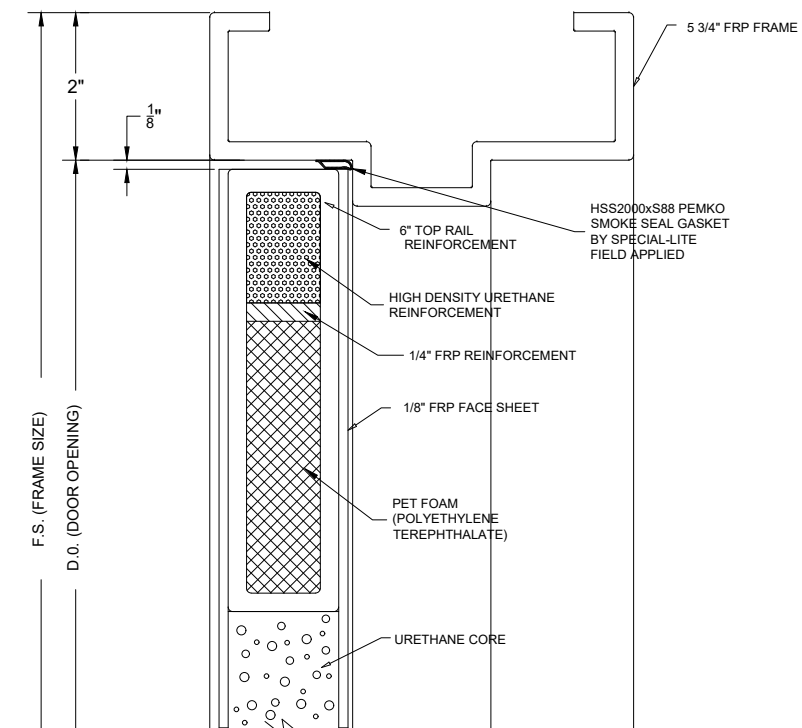 5 3/4" FRP FRAME
2"
1/8"
HSS2000xS88 PEMKO
SMOKE SEAL GASKET
BY SPECIAL-LITE
FIELD APPLIED
6" TOP RAIL
REINFORCEMENT
HIGH DENSITY URETHANE
REINFORCEMENT
1/4" FRP REINFORCEMENT
1/8" FRP FACE SHEET
F.S. (FRAME SIZE)
D.0. (DOOR OPENING)
PET FOAM
(POLYETHYLENE
TEREPHTHALATE)
URETHANE CORE